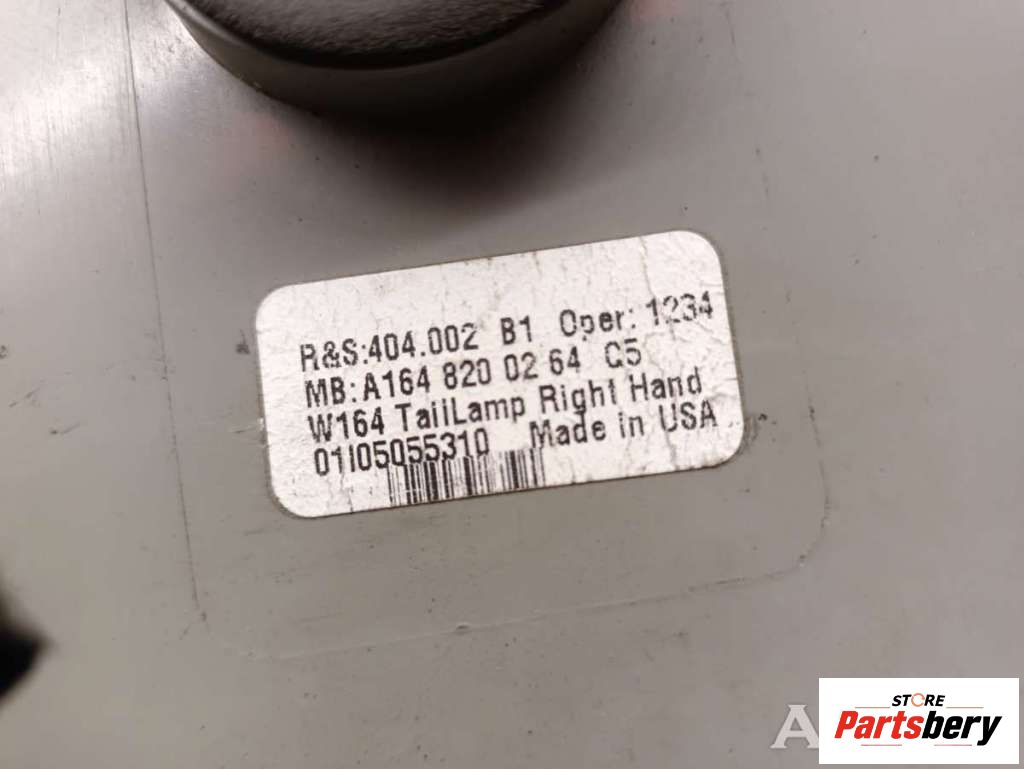 R&S:404.002 B1 Oper: 1234
MB: A164 820 02 64 C5
W164 TailLamp Right Hand
01I05055310 Made in USA
A
STORE
Partsbery